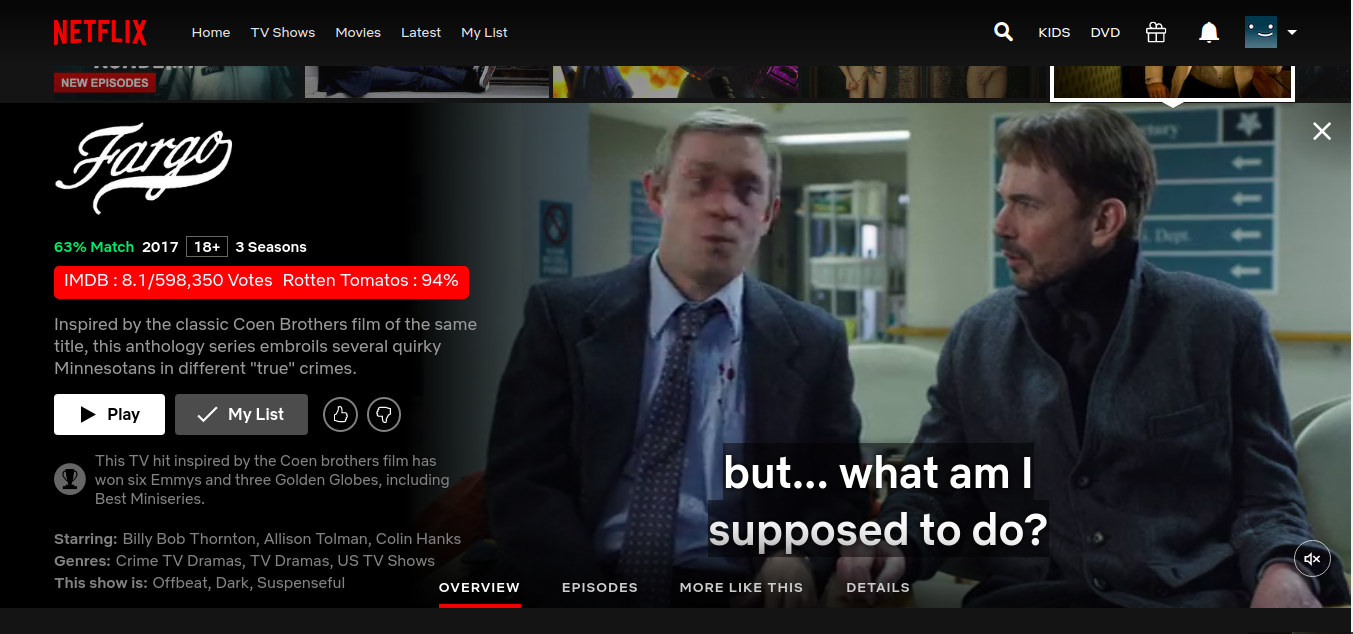 NETFLIX
Home TV Shows Movies Latest My List
KIDS DVD
NEW EPISODES
Fargo
63% Match 2017 18+ 3 Seasons
IMDB : 8.1/598,350 Votes Rotten Tomatos : 94%
Inspired by the classic Coen Brothers film of the same
title, this anthology series embroils several quirky
Minnesotans in different "true" crimes.
Play My List
This TV hit inspired by the Coen brothers film has
won six Emmys and three Golden Globes, including
Best Miniseries.
Starring: Billy Bob Thornton, Allison Tolman, Colin Hanks
Genres: Crime TV Dramas, TV Dramas, US TV Shows
This show is: Offbeat, Dark, Suspenseful
but... what am I
supposed to do?
OVERVIEW EPISODES MORE LIKE THIS DETAILS